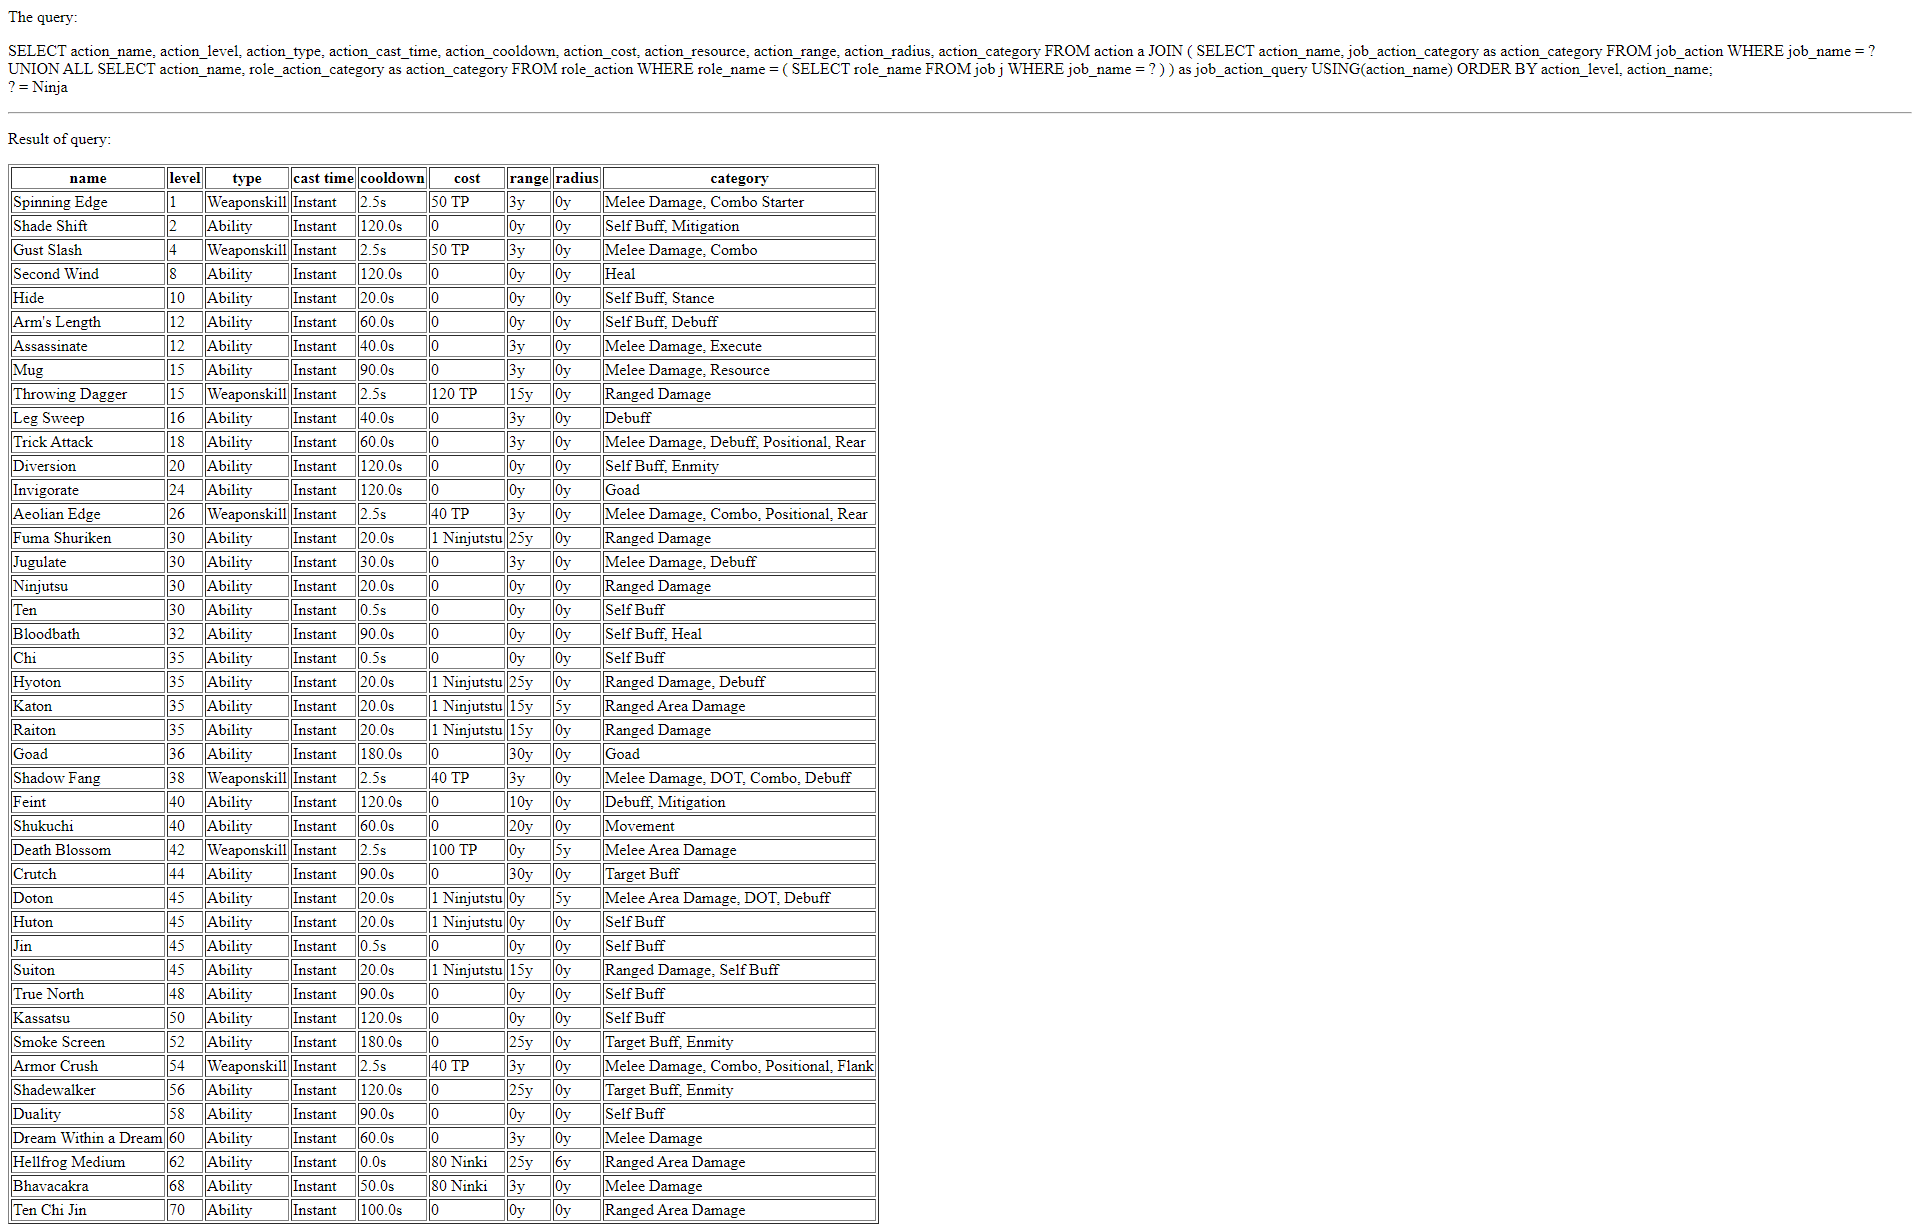 The query:
SELECT action_name, action_level, action_type, action_cast_time, action_cooldown, action_cost, action_resource, action_range, action_radius, action_category FROM action a JOIN ( SELECT action_name, job_action_category as action_category FROM job_action WHERE job_name = ?
UNION ALL SELECT action_name, role_action_category as action_category FROM role_action WHERE role_name = ( SELECT role_name FROM job j WHERE job_name = ? ) ) as job_action_query USING(action_name) ORDER BY action_level, action_name;
? = Ninja
Result of query:
name level type cast time cooldown cost range radius category
Spinning Edge 1 Weaponskill Instant 2.5s 50 TP 3y 0y Melee Damage, Combo Starter
Shade Shift 2 Ability Instant 120.0s 0 0y 0y Self Buff, Mitigation
Gust Slash 4 Weaponskill Instant 2.5s 50 TP 3y 0y Melee Damage, Combo
Second Wind 8 Ability Instant 120.0s 0 0y 0y Heal
Hide 10 Ability Instant 20.0s 0 0y 0y Self Buff, Stance
Arm's Length 12 Ability Instant 60.0s 0 0y 0y Self Buff, Debuff
Assassinate 12 Ability Instant 40.0s 0 3y 0y Melee Damage, Execute
Mug 15 Ability Instant 90.0s 0 3y 0y Melee Damage, Resource
Throwing Dagger 15 Weaponskill Instant 2.5s 120 TP 15y 0y Ranged Damage
Leg Sweep 16 Ability Instant 40.0s 0 3y 0y Debuff
Trick Attack 18 Ability Instant 60.0s 0 3y 0y Melee Damage, Debuff, Positional, Rear
Diversion 20 Ability Instant 120.0s 0 0y 0y Self Buff, Enmity
Invigorate 24 Ability Instant 120.0s 0 0y 0y Goad
Aeolian Edge 26 Weaponskill Instant 2.5s 40 TP 3y 0y Melee Damage, Combo, Positional, Rear
Fuma Shuriken 30 Ability Instant 20.0s 1 Ninjutstu 25y 0y Ranged Damage
Jugulate 30 Ability Instant 30.0s 0 3y 0y Melee Damage, Debuff
Ninjutsu 30 Ability Instant 20.0s 0 0y 0y Ranged Damage
Ten 30 Ability Instant 0.5s 0 0y 0y Self Buff
Bloodbath 32 Ability Instant 90.0s 0 0y 0y Self Buff, Heal
Chi 35 Ability Instant 0.5s 0 0y 0y Self Buff
Hyoton 35 Ability Instant 20.0s 1 Ninjutstu 25y 0y Ranged Damage, Debuff
Katon 35 Ability Instant 20.0s 1 Ninjutstu 15y 5y Ranged Area Damage
Raiton 35 Ability Instant 20.0s 1 Ninjutstu 15y 0y Ranged Damage
Goad 36 Ability Instant 180.0s 0 30y 0y Goad
Shadow Fang 38 Weaponskill Instant 2.5s 40 TP 3y 0y Melee Damage, DOT, Combo, Debuff
Feint 40 Ability Instant 120.0s 0 10y 0y Debuff, Mitigation
Shukuchi 40 Ability Instant 60.0s 0 20y 0y Movement
Death Blossom 42 Weaponskill Instant 2.5s 100 TP 0y 5y Melee Area Damage
Crutch 44 Ability Instant 90.0s 0 30y 0y Target Buff
Doton 45 Ability Instant 20.0s 1 Ninjutstu 0y 5y Melee Area Damage, DOT, Debuff
Huton 45 Ability Instant 20.0s 1 Ninjutstu 0y 0y Self Buff
Jin 45 Ability Instant 0.5s 0 0y 0y Self Buff
Suiton 45 Ability Instant 20.0s 1 Ninjutstu 15y 0y Ranged Damage, Self Buff
True North 48 Ability Instant 90.0s 0 0y 0y Self Buff
Kassatsu 50 Ability Instant 120.0s 0 0y 0y Self Buff
Smoke Screen 52 Ability Instant 180.0s 0 25y 0y Target Buff, Enmity
Armor Crush 54 Weaponskill Instant 2.5s 40 TP 3y 0y Melee Damage, Combo, Positional, Flank
Shadewalker 56 Ability Instant 120.0s 0 25y 0y Target Buff, Enmity
Duality 58 Ability Instant 90.0s 0 0y 0y Self Buff
Dream Within a Dream 60 Ability Instant 60.0s 0 3y 0y Melee Damage
Hellfrog Medium 62 Ability Instant 0.0s 80 Ninki 25y 6y Ranged Area Damage
Bhavacakra 68 Ability Instant 50.0s 80 Ninki 3y 0y Melee Damage
Ten Chi Jin 70 Ability Instant 100.0s 0 0y 0y Ranged Area Damage